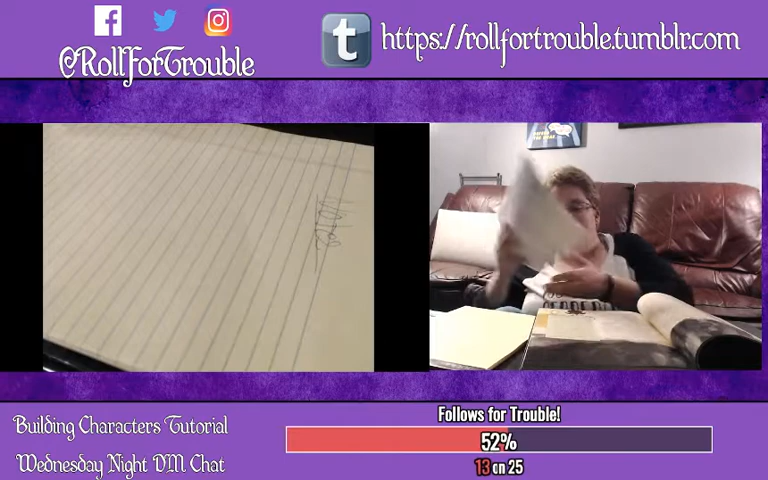 @RollForTrouble
https://rollfortrouble.tumblr.com
Building Characters Tutorial
Wednesday Night DM Chat
Follows for Trouble!
52%
13 on 25